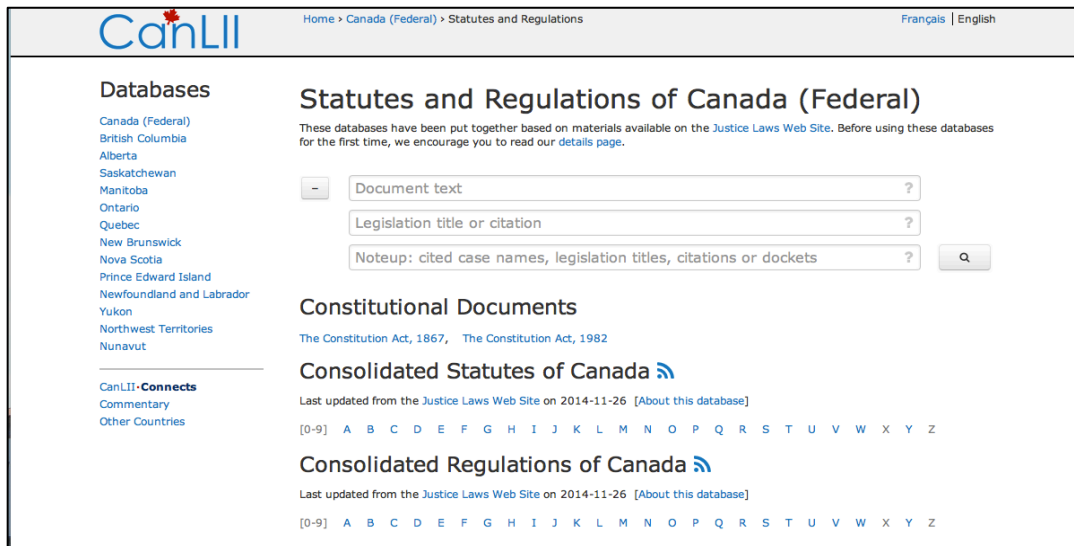 CanLII
Home › Canada (Federal) › Statutes and Regulations
Français | English
Databases
Canada (Federal)
British Columbia
Alberta
Saskatchewan
Manitoba
Ontario
Quebec
New Brunswick
Nova Scotia
Prince Edward Island
Newfoundland and Labrador
Yukon
Northwest Territories
Nunavut
CanLII·Connects
Commentary
Other Countries
Statutes and Regulations of Canada (Federal)
These databases have been put together based on materials available on the Justice Laws Web Site. Before using these databases
for the first time, we encourage you to read our details page.
–
Document text ?
Legislation title or citation ?
Noteup: cited case names, legislation titles, citations or dockets ?
Constitutional Documents
The Constitution Act, 1867, The Constitution Act, 1982
Consolidated Statutes of Canada
Last updated from the Justice Laws Web Site on 2014-11-26 [About this database]
[0-9] A B C D E F G H I J K L M N O P Q R S T U V W X Y Z
Consolidated Regulations of Canada
Last updated from the Justice Laws Web Site on 2014-11-26 [About this database]
[0-9] A B C D E F G H I J K L M N O P Q R S T U V W X Y Z